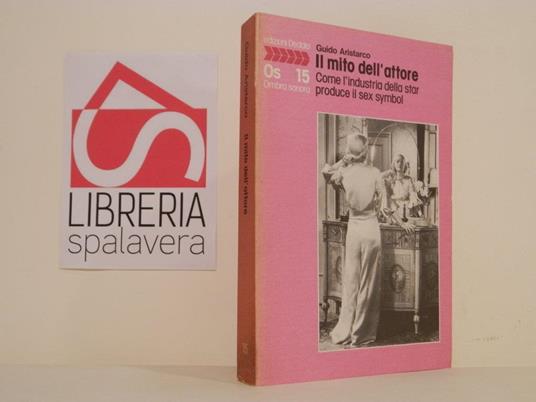 LIBRERIA
spalavera
Guido Aristarco
Il mito dell'attore
edizioni Dedalo
Os 15
Ombra sonora
Guido Aristarco
Il mito dell'attore
Come l'industria della star
produce il sex symbol